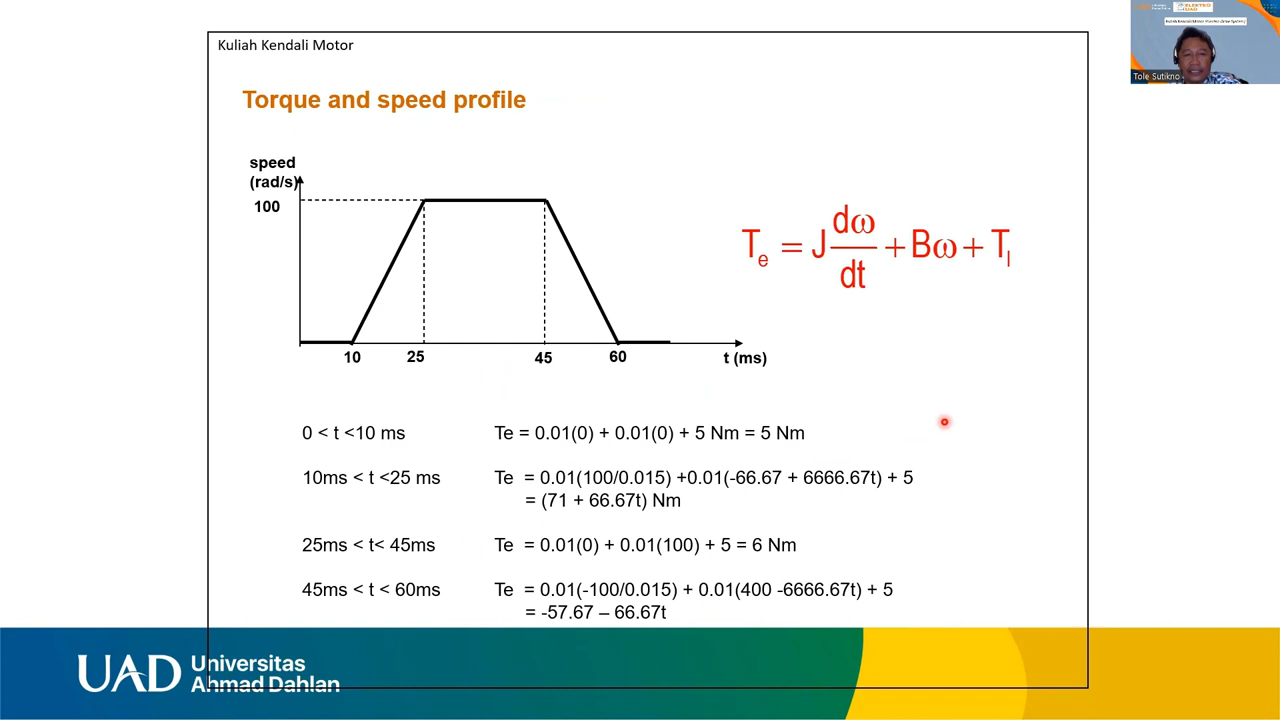 Kuliah Kendali Motor
Torque and speed profile
speed
(rad/s)
100
10
25
45
60
t (ms)
Te = J dω/dt + Bω + Tl
0 < t <10 ms
Te = 0.01(0) + 0.01(0) + 5 Nm = 5 Nm
10ms < t <25 ms
Te = 0.01(100/0.015) +0.01(-66.67 + 6666.67t) + 5
= (71 + 66.67t) Nm
25ms < t< 45ms
Te = 0.01(0) + 0.01(100) + 5 = 6 Nm
45ms < t < 60ms
Te = 0.01(-100/0.015) + 0.01(400 -6666.67t) + 5
= -57.67 – 66.67t
UAD
Universitas
Ahmad Dahlan
Tole Sutikno